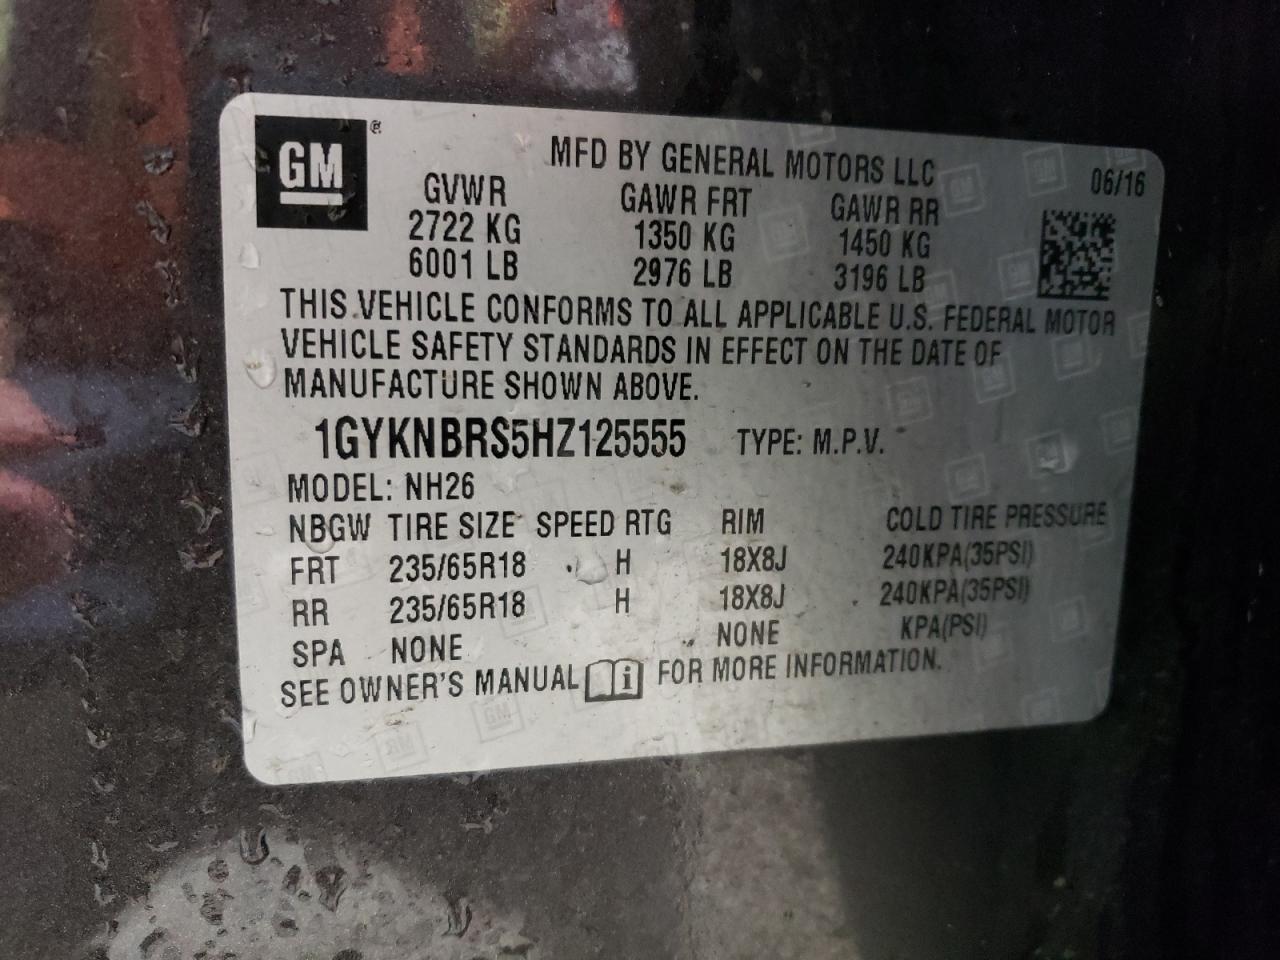 GM ®
MFD BY GENERAL MOTORS LLC
06/16
GVWR GAWR FRT GAWR RR
2722 KG 1350 KG 1450 KG
6001 LB 2976 LB 3196 LB
THIS VEHICLE CONFORMS TO ALL APPLICABLE U.S. FEDERAL MOTOR
VEHICLE SAFETY STANDARDS IN EFFECT ON THE DATE OF
MANUFACTURE SHOWN ABOVE.
1GYKNBRS5HZ125555 TYPE: M.P.V.
MODEL: NH26
NBGW TIRE SIZE SPEED RTG RIM COLD TIRE PRESSURE
FRT 235/65R18 H 18X8J 240KPA(35PSI)
RR 235/65R18 H 18X8J 240KPA(35PSI)
SPA NONE NONE KPA(PSI)
SEE OWNER'S MANUAL i FOR MORE INFORMATION.